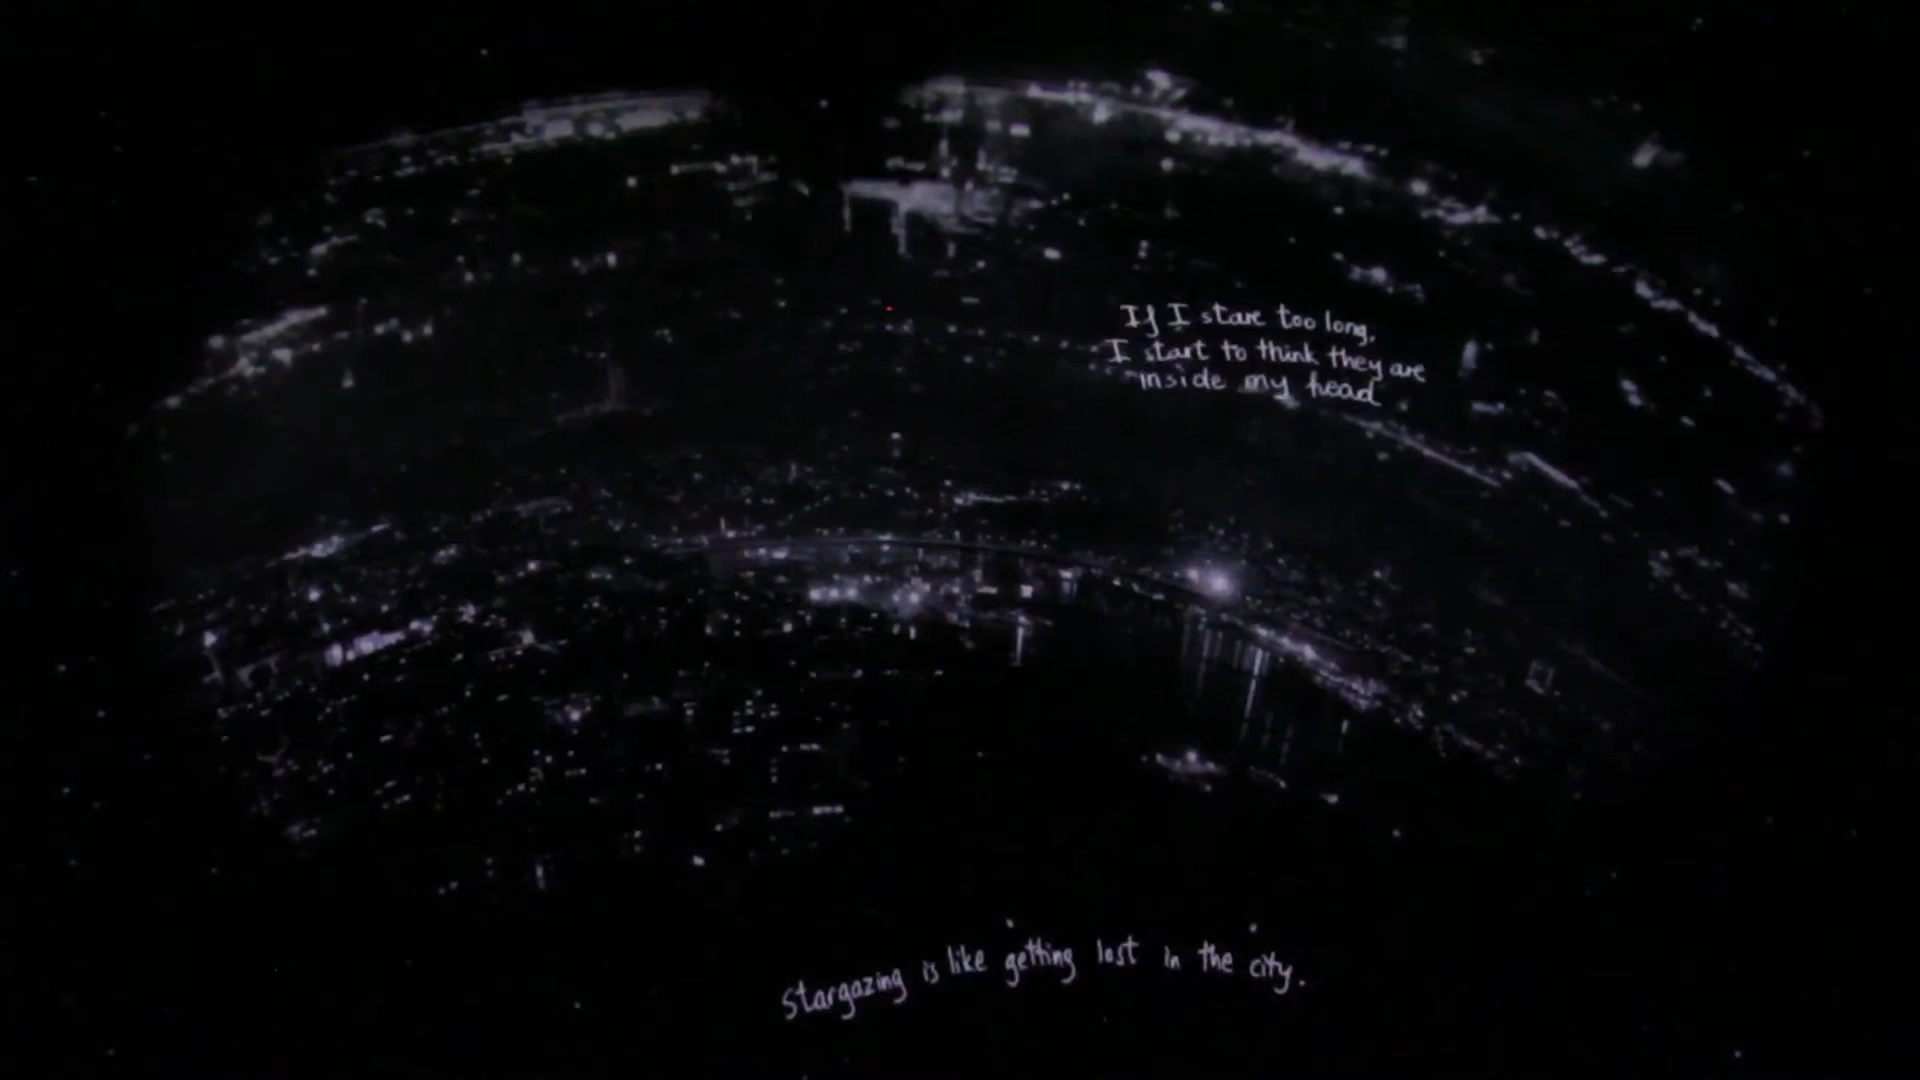 If I stare too long,
I start to think they are
inside my head
stargazing is like getting lost in the city.